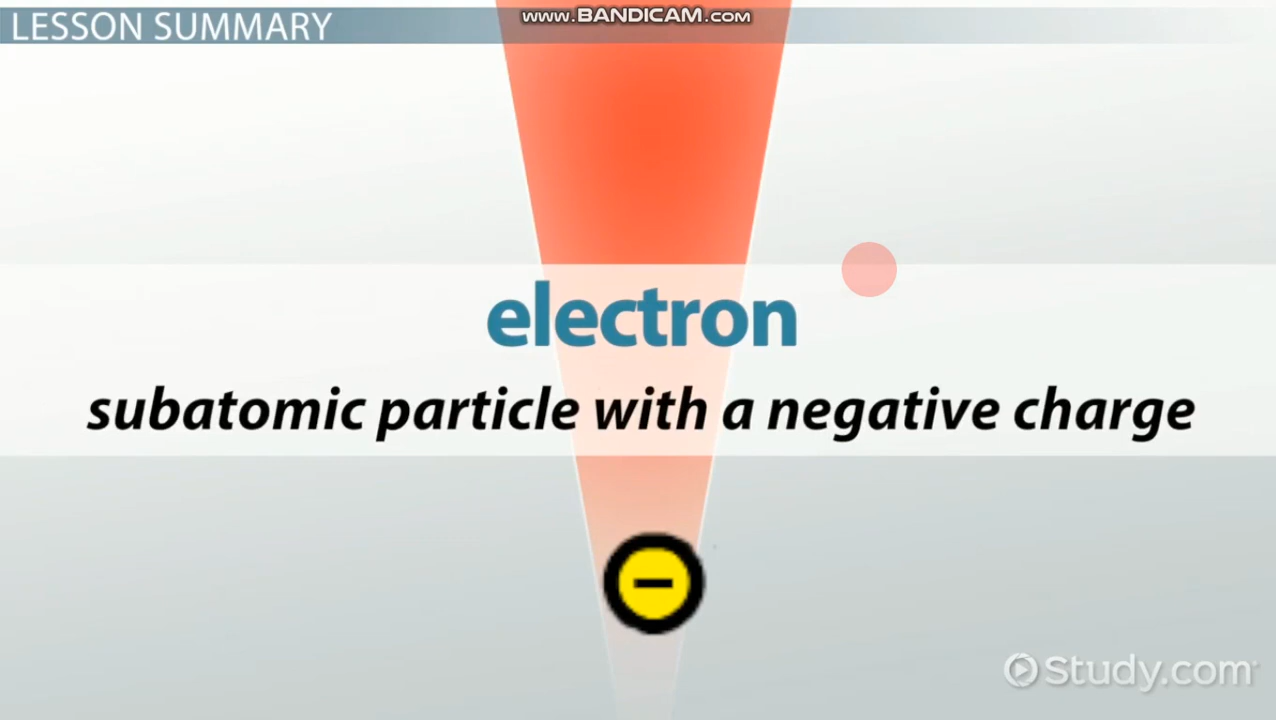 LESSON SUMMARY
WWW.BANDICAM.COM
electron
subatomic particle with a negative charge
−
Study.com